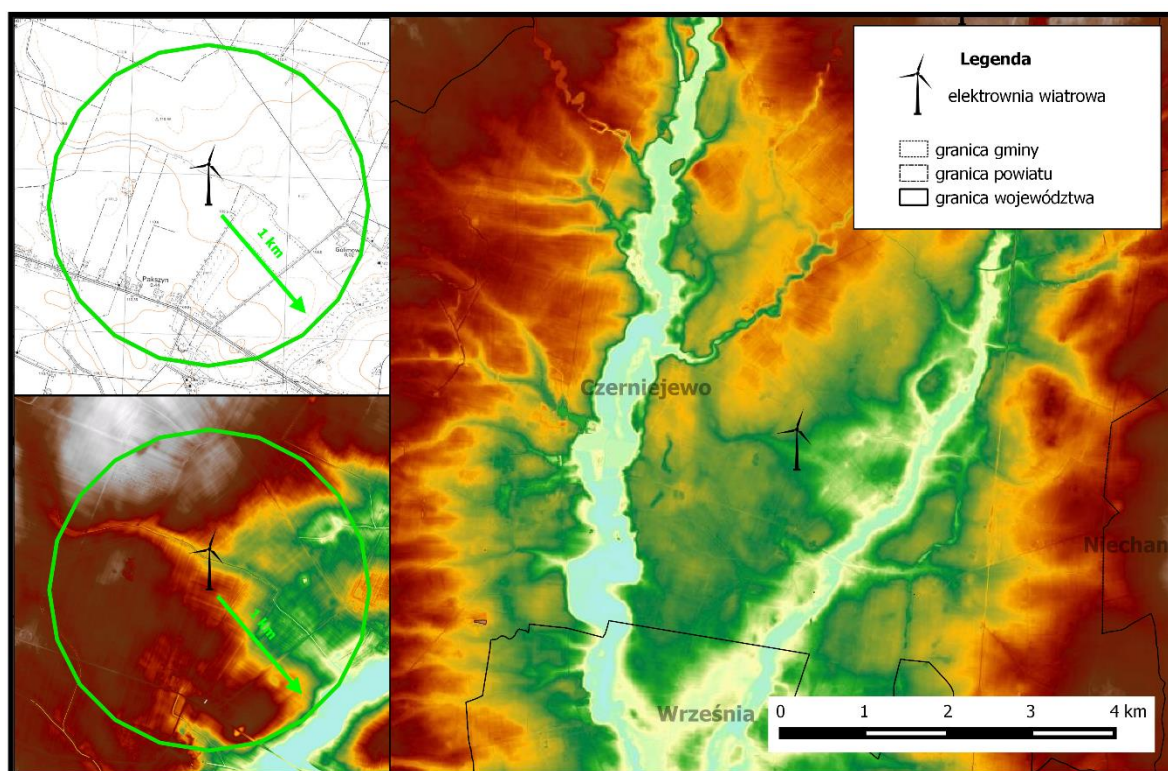 1 km
Pakszyn
1 km
Legenda
elektrownia wiatrowa
granica gminy
granica powiatu
granica województwa
Czerniejewo
Niechan
Września
0 1 2 3 4 km